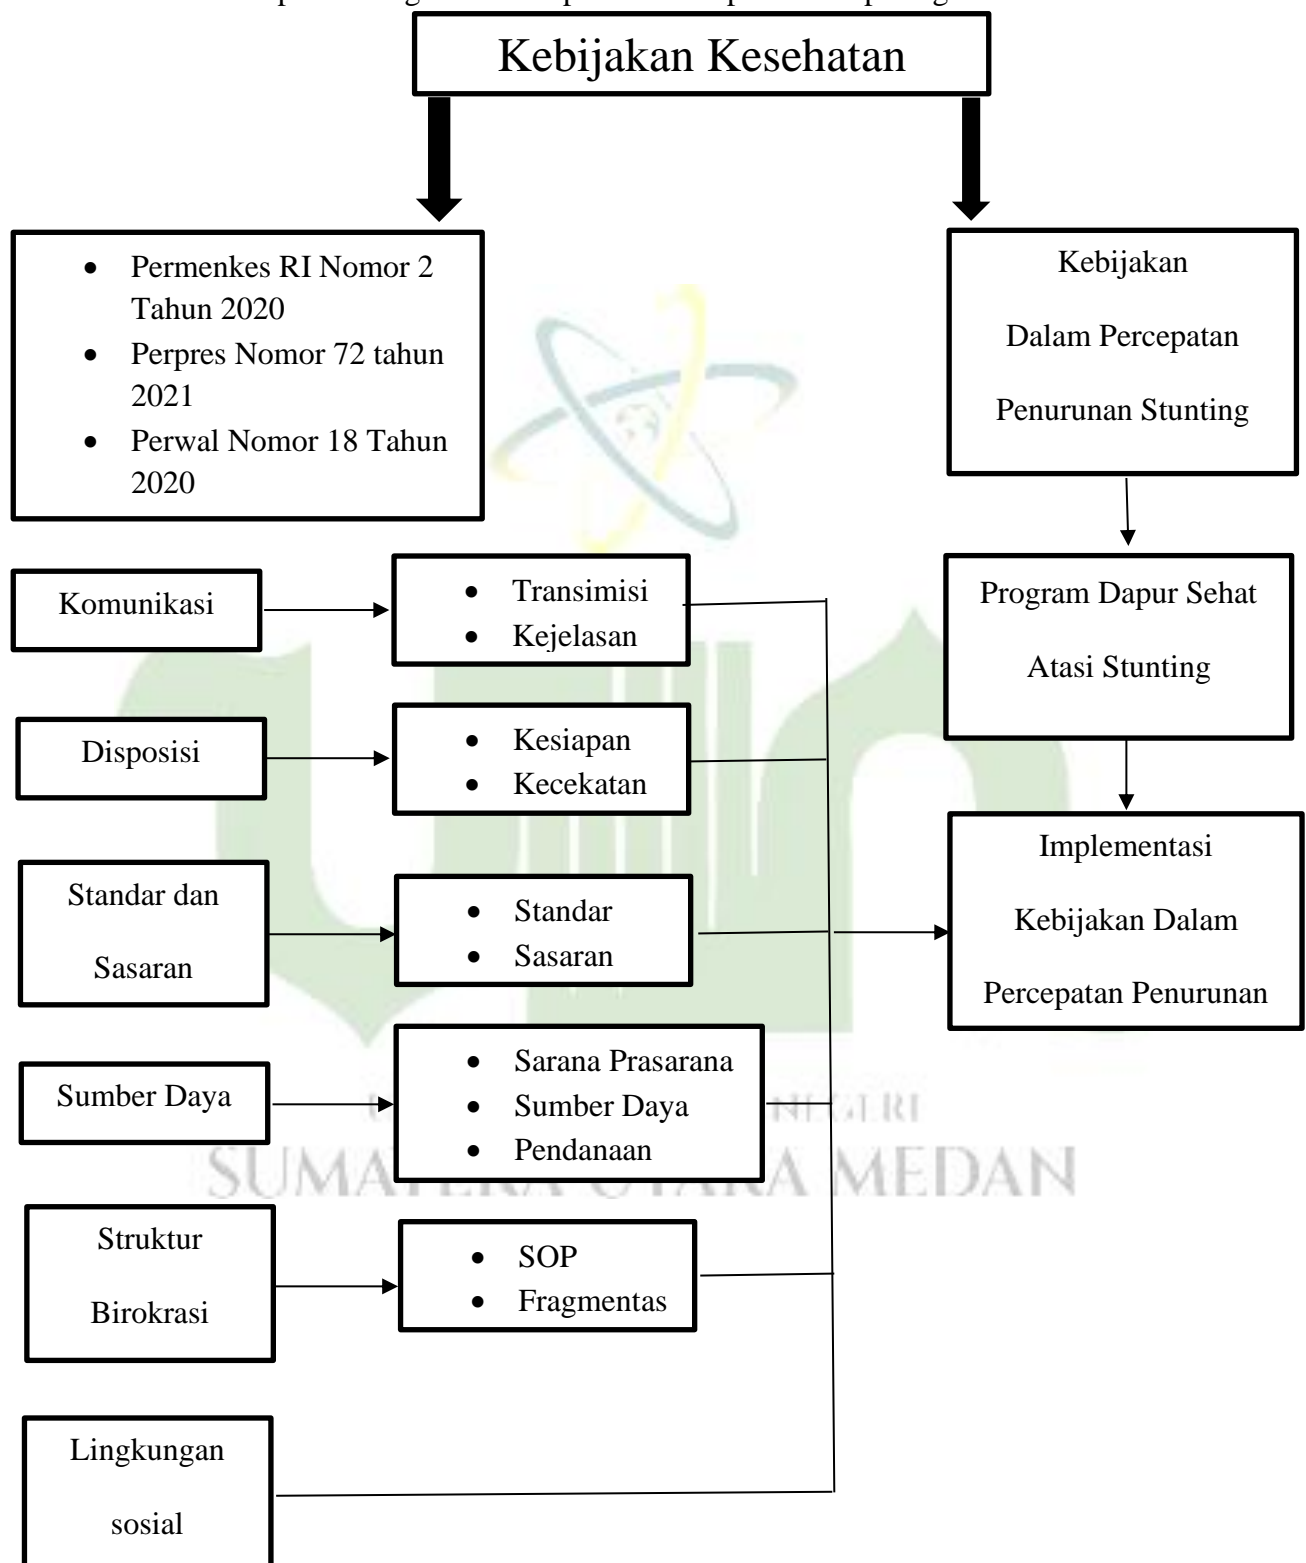 Kebijakan Kesehatan
• Permenkes RI Nomor 2
Tahun 2020
• Perpres Nomor 72 tahun
2021
• Perwal Nomor 18 Tahun
2020
Kebijakan
Dalam Percepatan
Penurunan Stunting
Komunikasi
• Transimisi
• Kejelasan
Program Dapur Sehat
Atasi Stunting
Disposisi
• Kesiapan
• Kecekatan
Implementasi
Kebijakan Dalam
Percepatan Penurunan
Standar dan
Sasaran
• Standar
• Sasaran
Sumber Daya
• Sarana Prasarana
• Sumber Daya
• Pendanaan
NEGERI
SUMATERA UTARA MEDAN
Struktur
Birokrasi
• SOP
• Fragmentas
Lingkungan
sosial